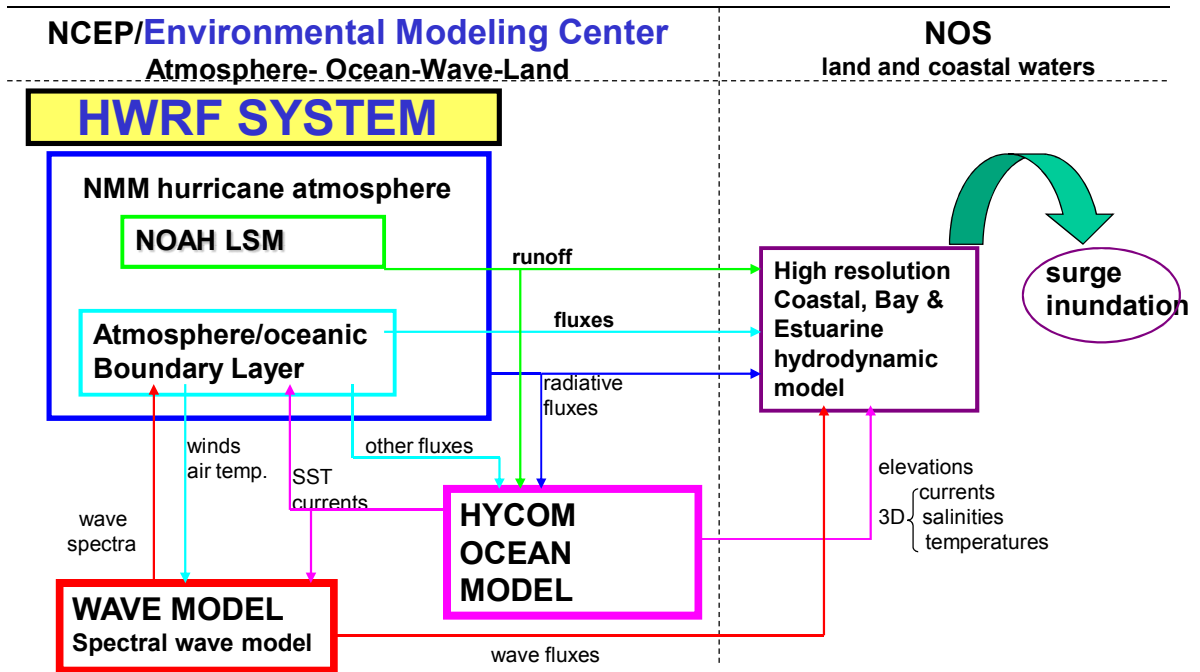 NCEP/Environmental Modeling Center
Atmosphere- Ocean-Wave-Land
NOS
land and coastal waters
HWRF SYSTEM
NMM hurricane atmosphere
NOAH LSM
runoff
Atmosphere/oceanic
Boundary Layer
fluxes
radiative
fluxes
High resolution
Coastal, Bay &
Estuarine
hydrodynamic
model
surge
inundation
winds
air temp.
other fluxes
SST
currents
wave
spectra
HYCOM
OCEAN
MODEL
elevations
currents
3D salinities
temperatures
WAVE MODEL
Spectral wave model
wave fluxes